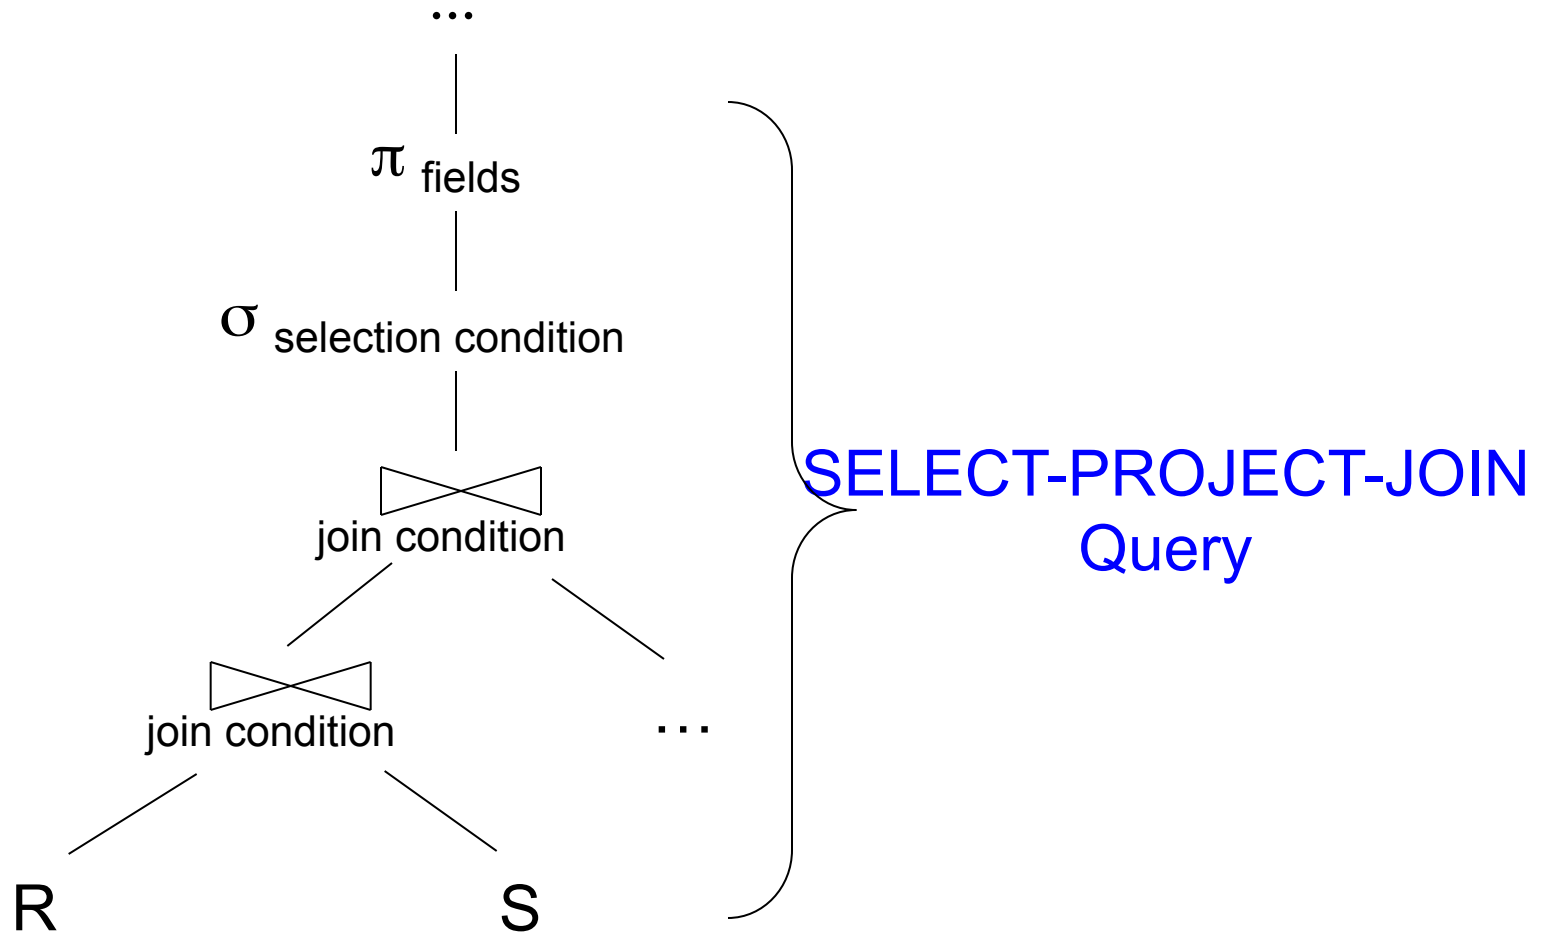 ...
π fields
σ selection condition
join condition
SELECT-PROJECT-JOIN
Query
join condition
...
R S